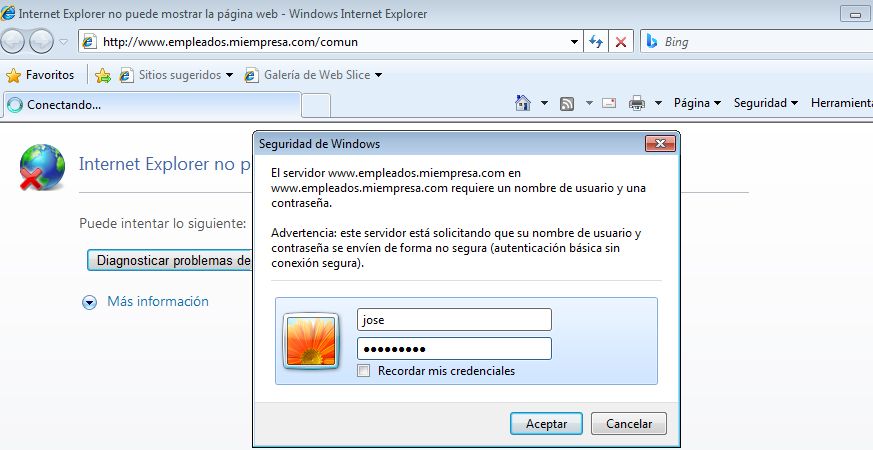 Internet Explorer no puede mostrar la página web - Windows Internet Explorer
http://www.empleados.miempresa.com/comun
Bing
Favoritos Sitios sugeridos Galería de Web Slice
Conectando...
Página Seguridad Herramienta
Seguridad de Windows
El servidor www.empleados.miempresa.com en
www.empleados.miempresa.com requiere un nombre de usuario y una
contraseña.
Advertencia: este servidor está solicitando que su nombre de usuario y
contraseña se envíen de forma no segura (autenticación básica sin
conexión segura).
jose
●●●●●●●●●
Recordar mis credenciales
Aceptar Cancelar
Internet Explorer no p
Puede intentar lo siguiente:
Diagnosticar problemas de
Más información